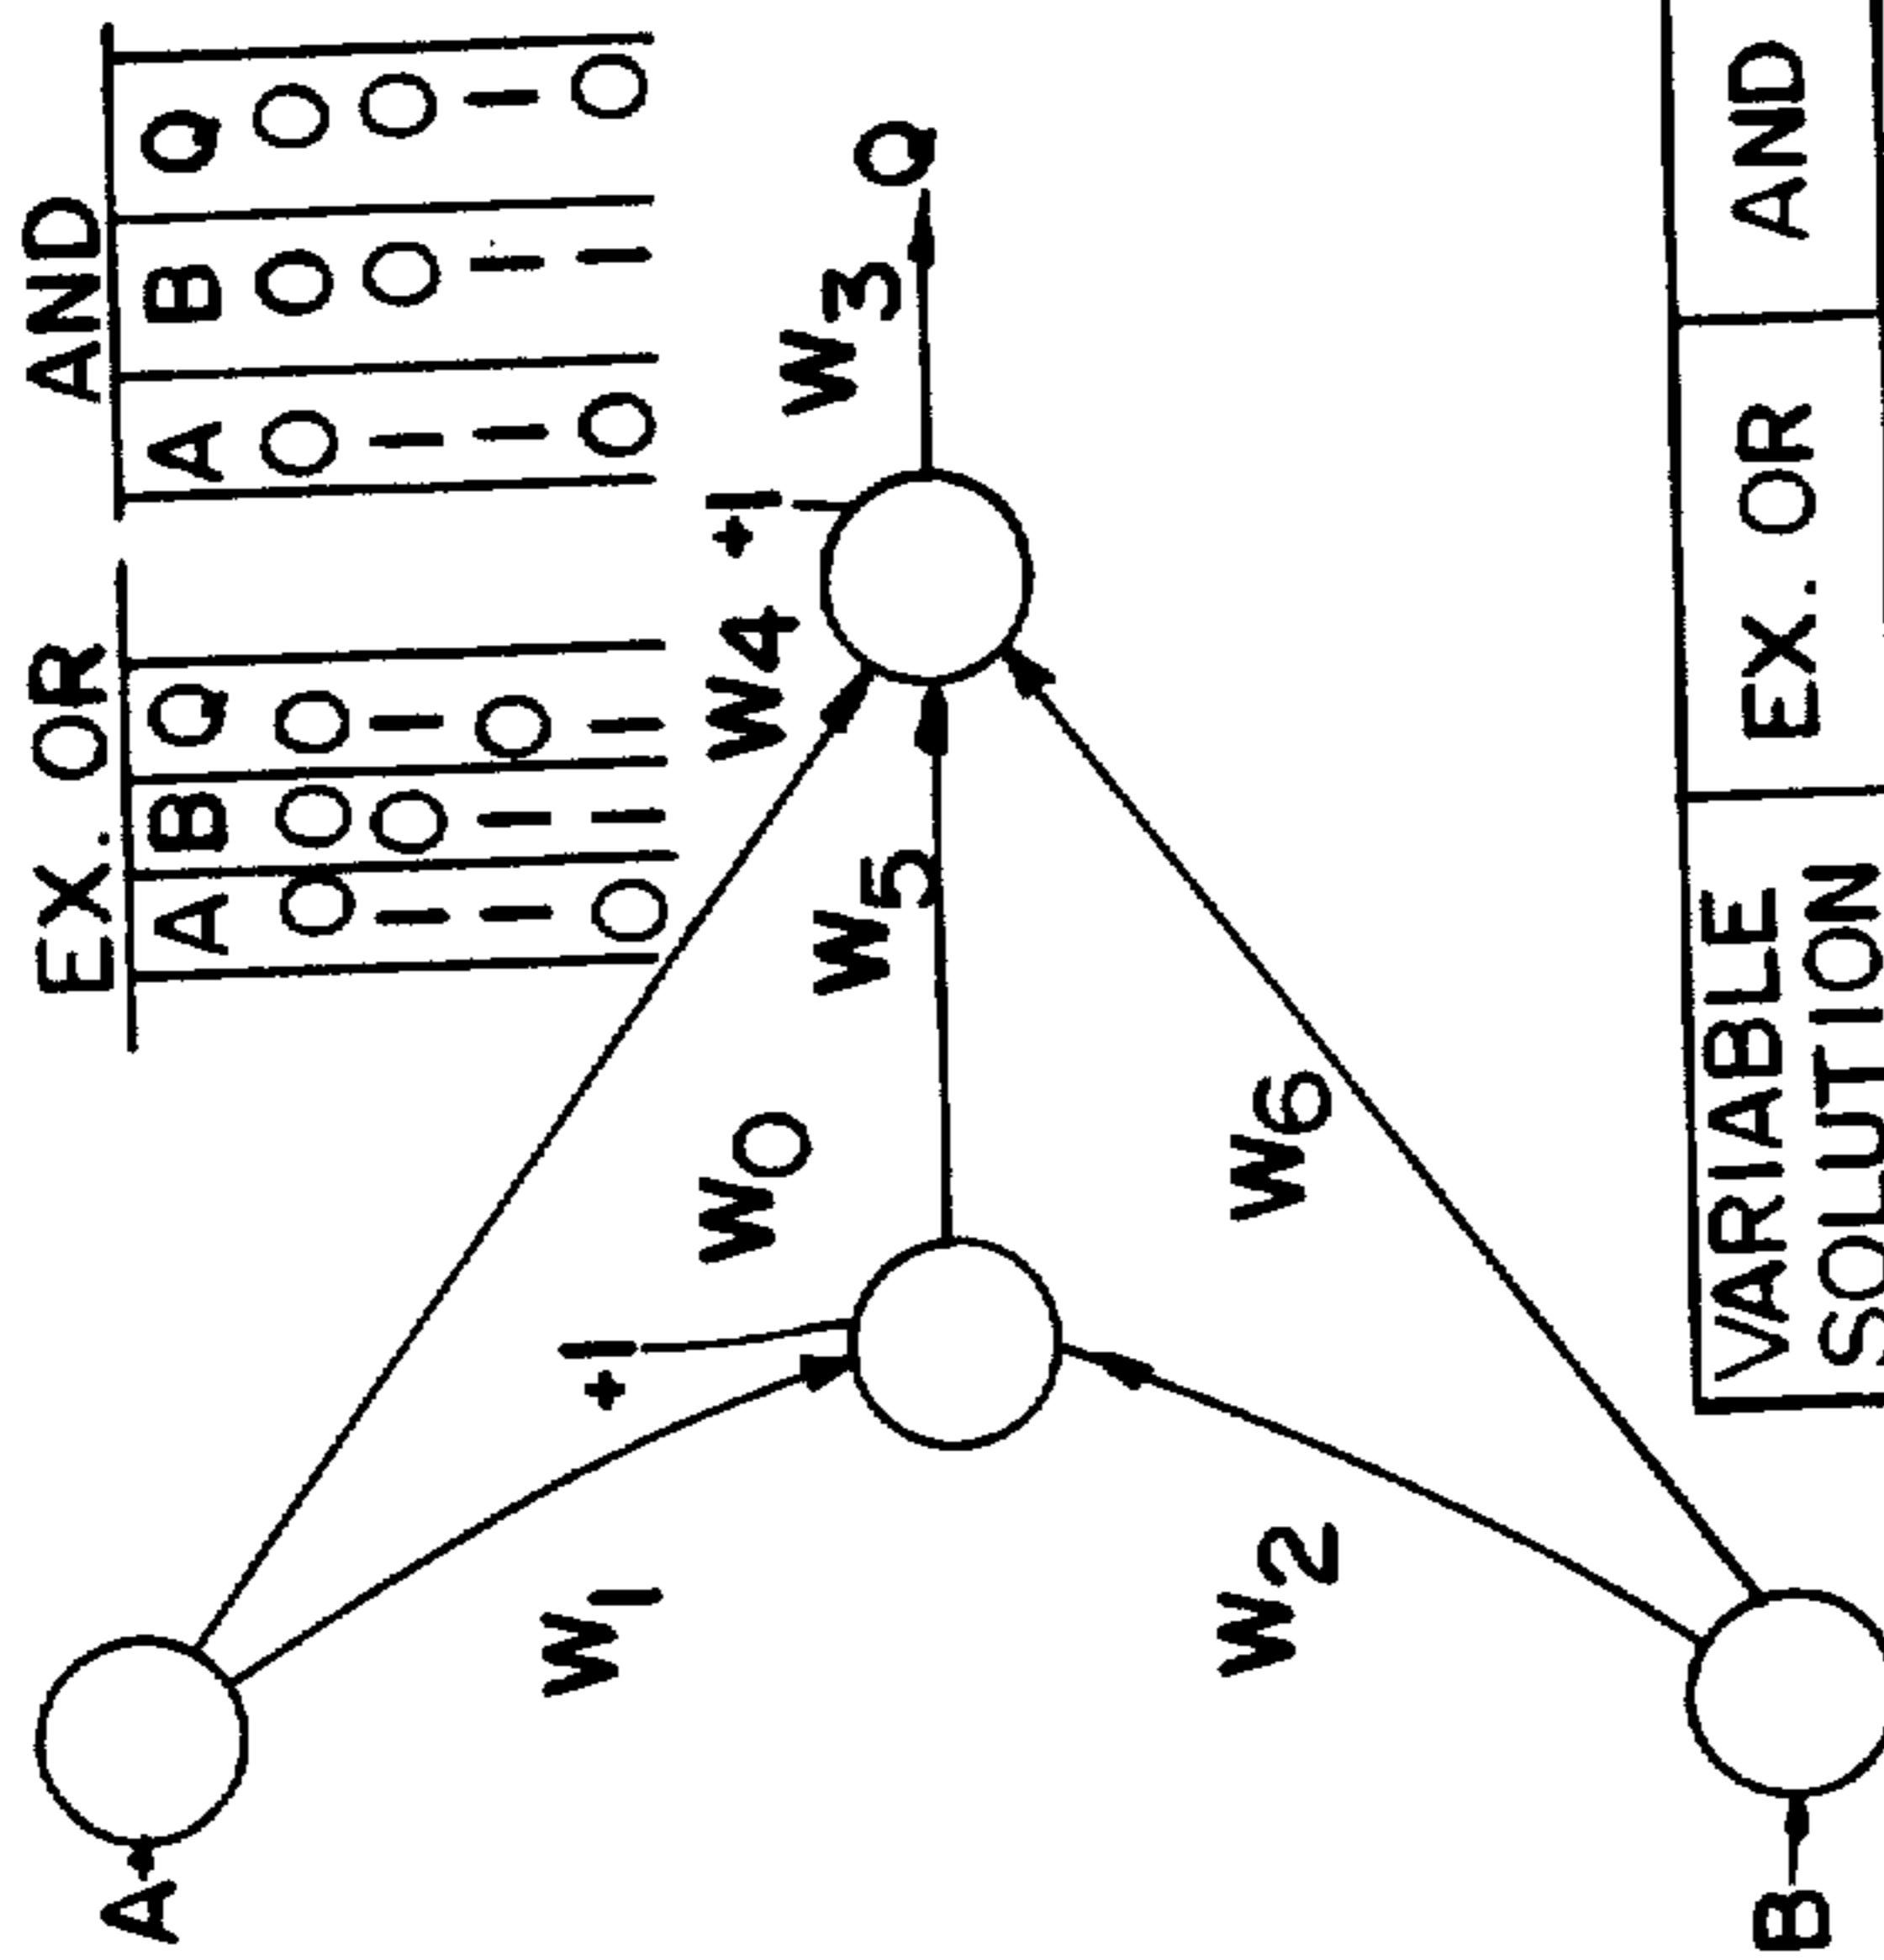 EX. OR
A B Q
0 0 0
1 0 1
1 1 0
0 1 1
AND
A B Q
0 0 0
1 0 0
1 1 1
0 1 0
A
W1
+1
W0
W4
+1
W3
Q
W5
W2
W6
B
VARIABLE
SOLUTION
EX. OR
AND